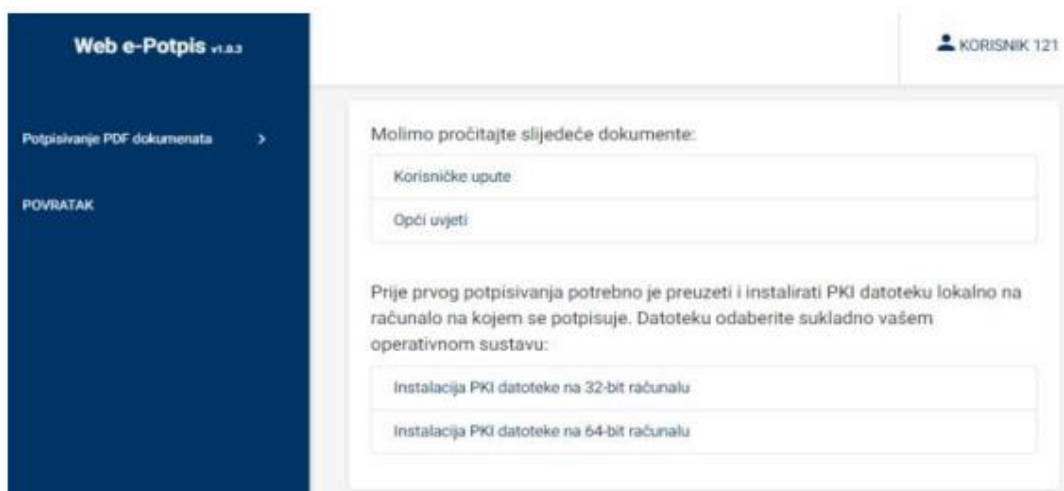 Web e-Potpis v1.0.3
KORISNIK 121
Potpisivanje PDF dokumenata >
POVRATAK
Molimo pročitajte slijedeće dokumente:
Korisničke upute
Opći uvjeti
Prije prvog potpisivanja potrebno je preuzeti i instalirati PKI datoteku lokalno na
računalo na kojem se potpisuje. Datoteku odaberite sukladno vašem
operativnom sustavu:
Instalacija PKI datoteke na 32-bit računalu
Instalacija PKI datoteke na 64-bit računalu